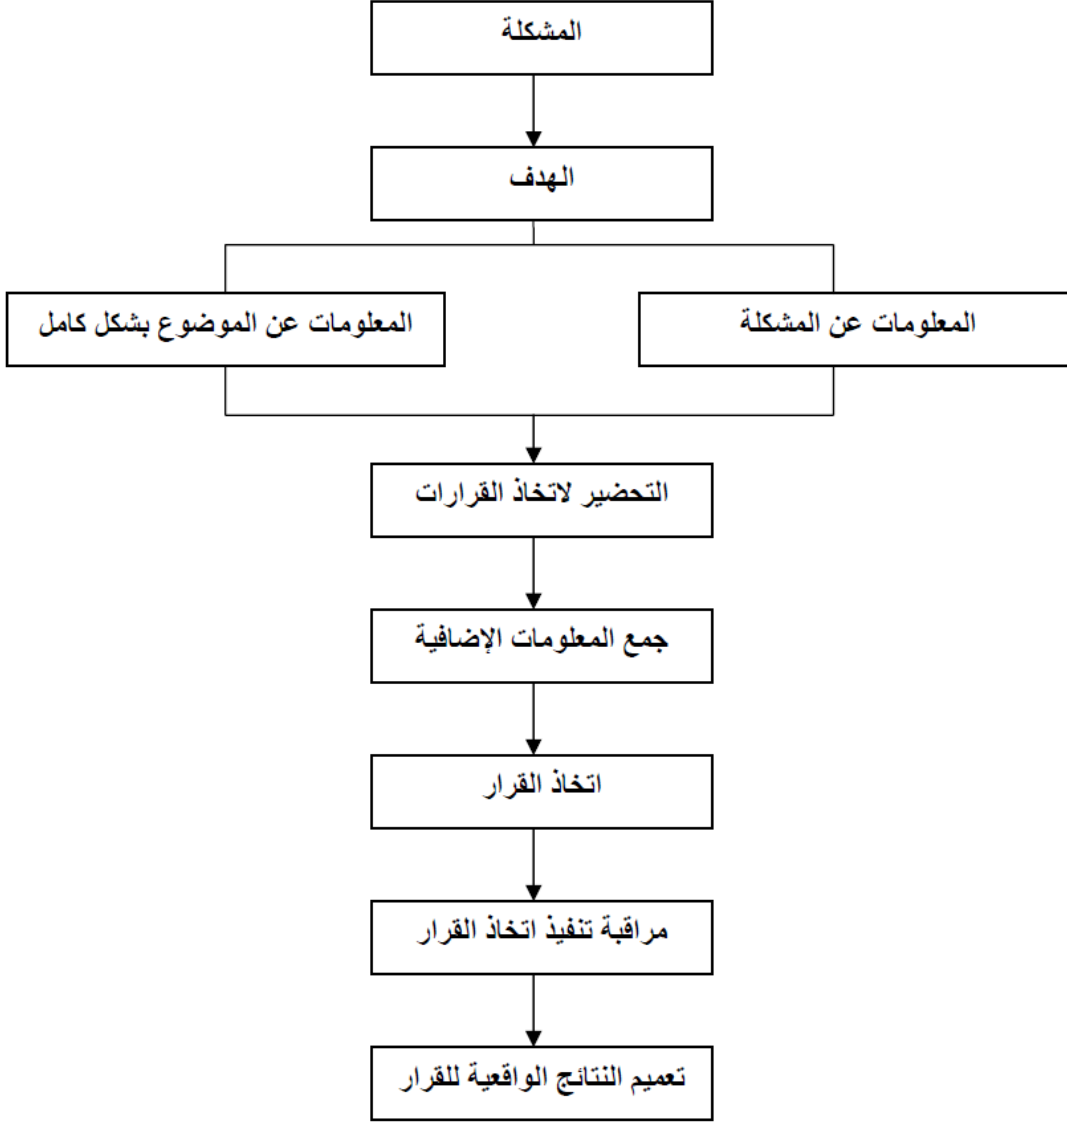 المشكلة
الهدف
المعلومات عن المشكلة
المعلومات عن الموضوع بشكل كامل
التحضير لاتخاذ القرارات
جمع المعلومات الإضافية
اتخاذ القرار
مراقبة تنفيذ اتخاذ القرار
تعميم النتائج الواقعية للقرار